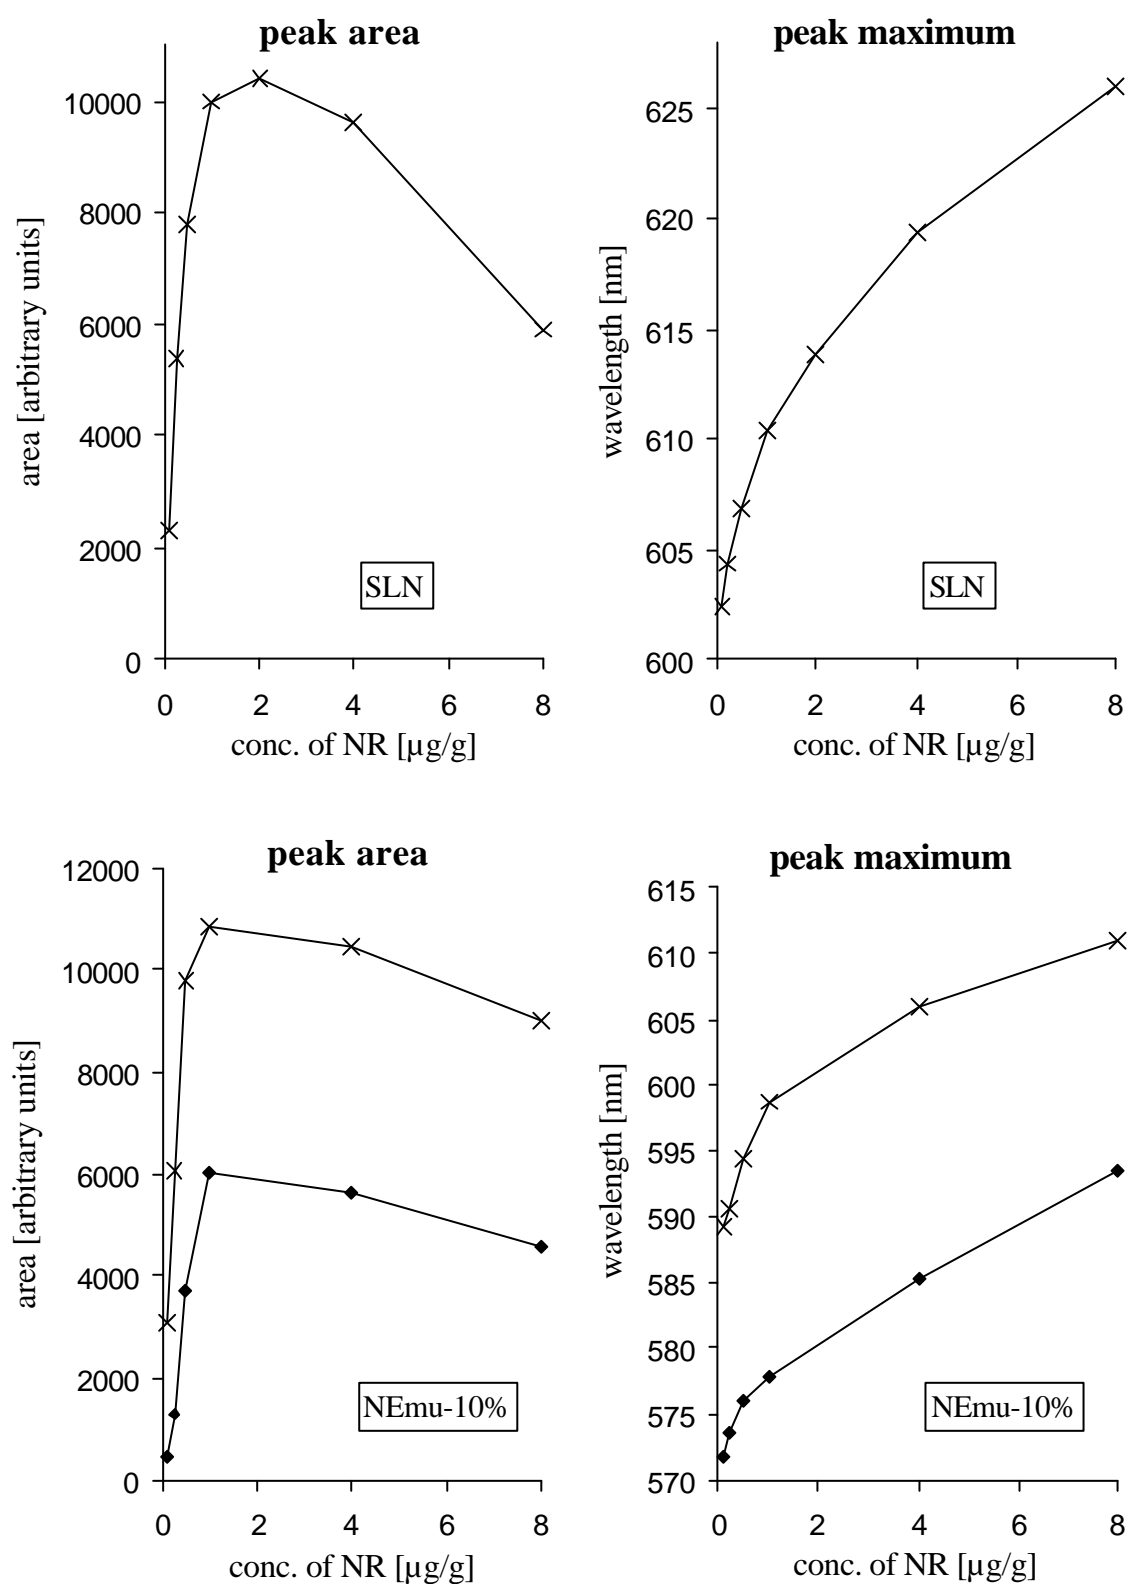 peak area
10000
8000
6000
4000
2000
0
area [arbitrary units]
SLN
0 2 4 6 8
conc. of NR [µg/g]
peak maximum
625
620
615
610
605
600
wavelength [nm]
SLN
0 2 4 6 8
conc. of NR [µg/g]
peak area
12000
10000
8000
6000
4000
2000
0
area [arbitrary units]
NEmu-10%
0 2 4 6 8
conc. of NR [µg/g]
peak maximum
615
610
605
600
595
590
585
580
575
570
wavelength [nm]
NEmu-10%
0 2 4 6 8
conc. of NR [µg/g]